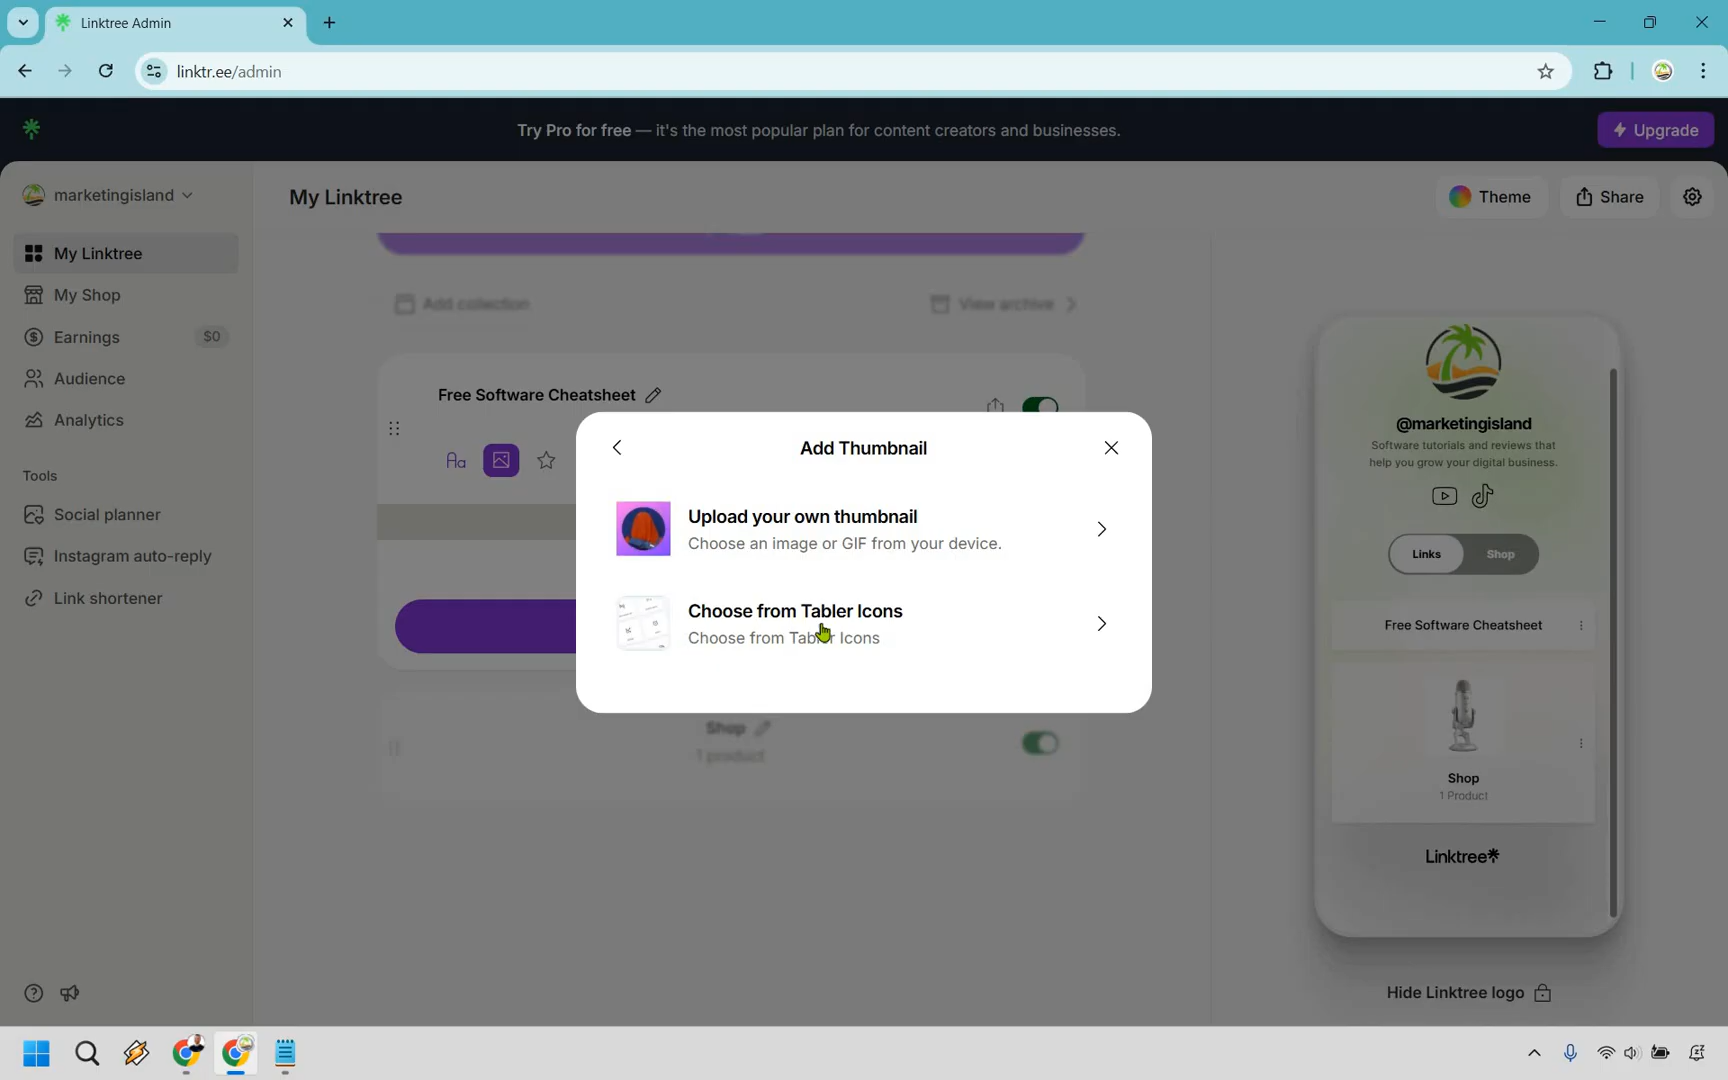 Linktree Admin
linktr.ee/admin
Try Pro for free — it's the most popular plan for content creators and businesses.
Upgrade
marketingisland
My Linktree
Theme
Share
My Linktree
My Shop
Earnings
$0
Audience
Analytics
Tools
Social planner
Instagram auto-reply
Link shortener
Add collection
View archive
Free Software Cheatsheet
Aa
Add Thumbnail
Upload your own thumbnail
Choose an image or GIF from your device.
Choose from Tabler Icons
Choose from Tabler Icons
Shop
1 product
@marketingisland
Software tutorials and reviews that
help you grow your digital business.
Links
Shop
Free Software Cheatsheet
Shop
1 Product
Linktree
Hide Linktree logo